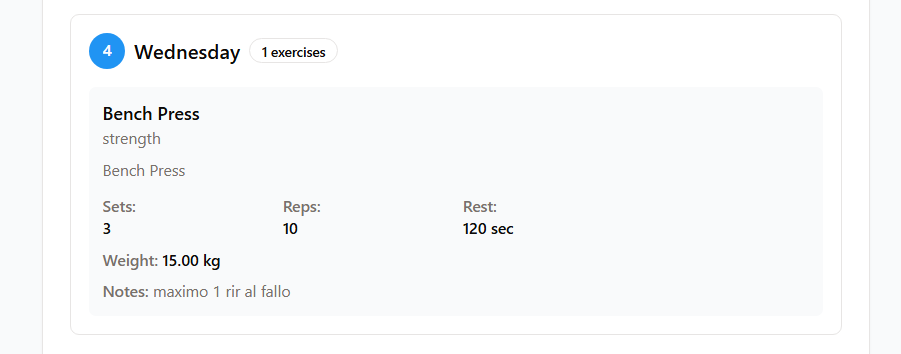 4 Wednesday 1 exercises
Bench Press
strength
Bench Press
Sets: Reps: Rest:
3 10 120 sec
Weight: 15.00 kg
Notes: maximo 1 rir al fallo